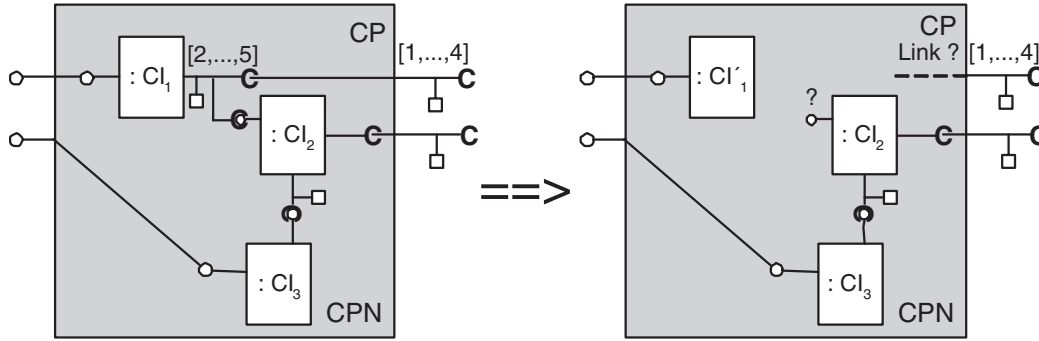 CP
[2,...,5]
[1,...,4]
: CI₁
: CI₂
: CI₃
CPN
==>
CP
Link ?
[1,...,4]
: CI´₁
?
: CI₂
: CI₃
CPN